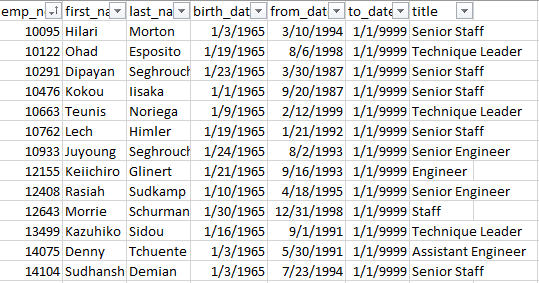 emp_n first_na last_na birth_dat from_dat to_date title
10095 Hilari Morton 1/3/1965 3/10/1994 1/1/9999 Senior Staff
10122 Ohad Esposito 1/19/1965 8/6/1998 1/1/9999 Technique Leader
10291 Dipayan Seghrouch 1/23/1965 3/30/1987 1/1/9999 Senior Staff
10476 Kokou Iisaka 1/1/1965 9/20/1987 1/1/9999 Senior Staff
10663 Teunis Noriega 1/9/1965 2/12/1999 1/1/9999 Technique Leader
10762 Lech Himler 1/19/1965 1/21/1992 1/1/9999 Senior Staff
10933 Juyoung Seghrouch 1/24/1965 8/2/1993 1/1/9999 Senior Engineer
12155 Keiichiro Glinert 1/21/1965 9/16/1993 1/1/9999 Engineer
12408 Rasiah Sudkamp 1/10/1965 4/18/1995 1/1/9999 Senior Engineer
12643 Morrie Schurman 1/30/1965 12/31/1998 1/1/9999 Staff
13499 Kazuhiko Sidou 1/16/1965 9/1/1991 1/1/9999 Technique Leader
14075 Denny Tchuente 1/3/1965 5/30/1991 1/1/9999 Assistant Engineer
14104 Sudhansh Demian 1/3/1965 7/23/1994 1/1/9999 Senior Staff